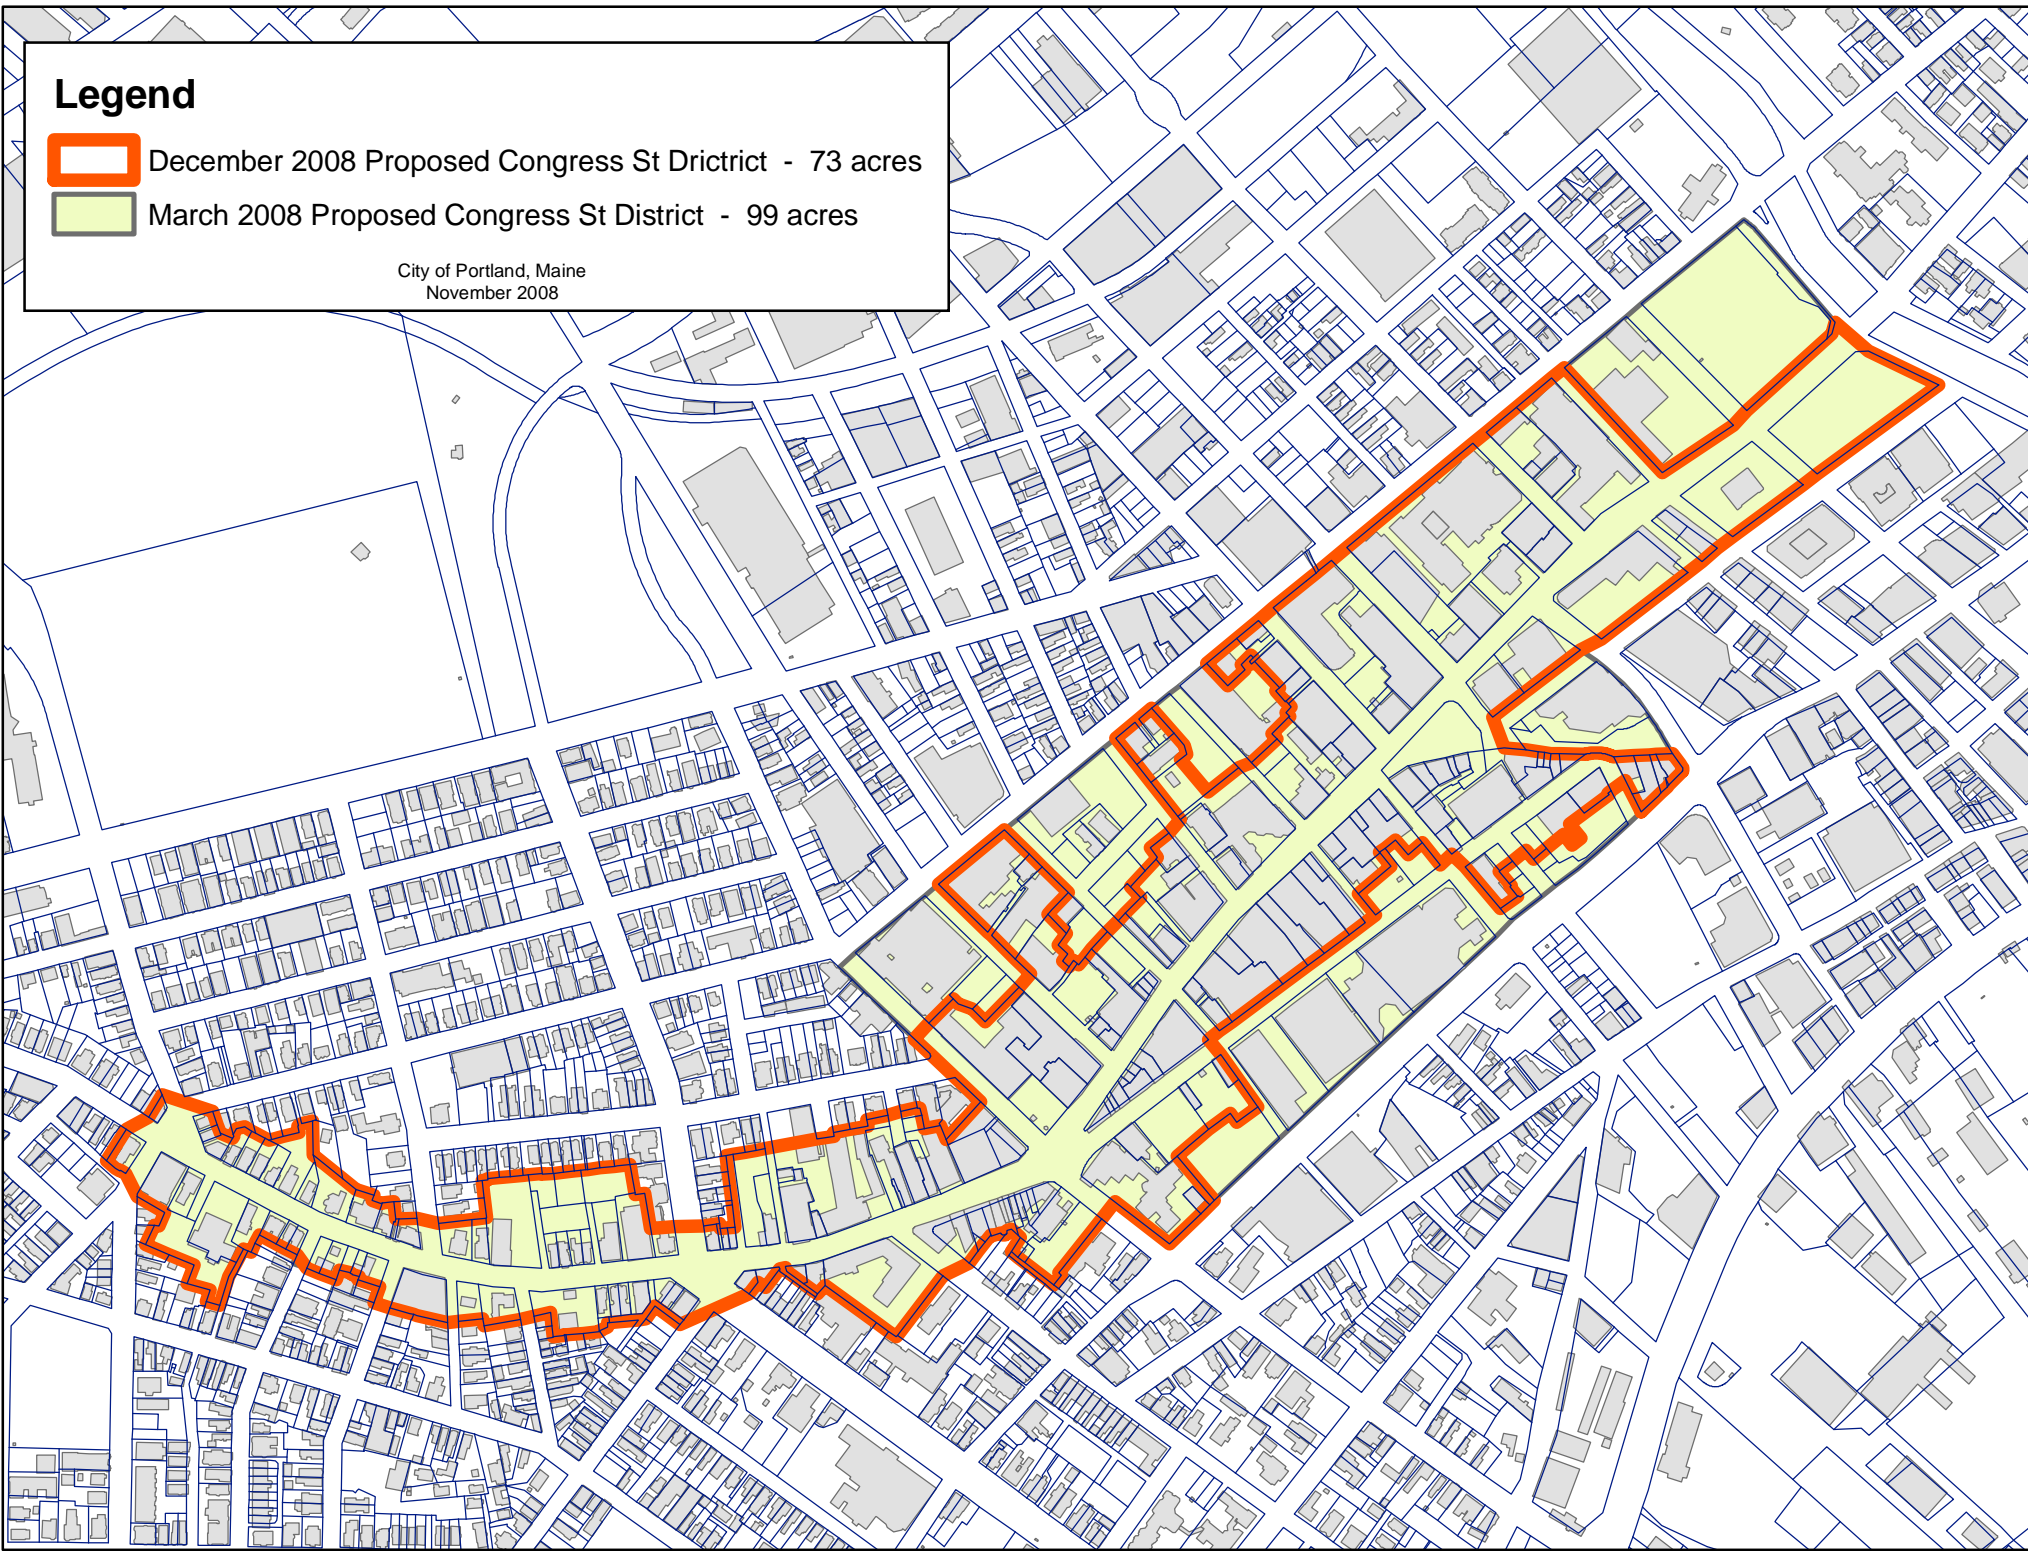 Legend
December 2008 Proposed Congress St Drictrict - 73 acres
March 2008 Proposed Congress St District - 99 acres
City of Portland, Maine
November 2008